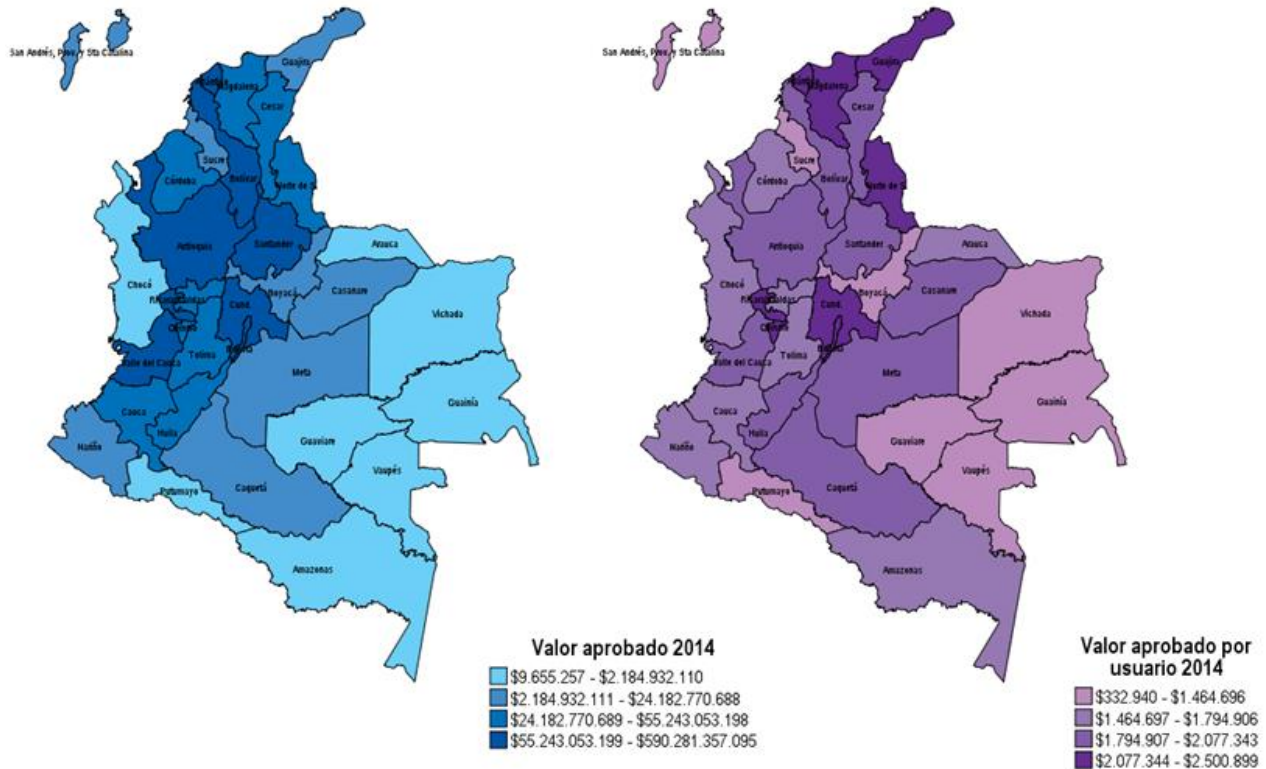 San Andrés, Prov. y Sta Catalina
Guajira
Magdalena
Cesar
Sucre
Córdoba
Bolívar
Norte de S.
Antioquia
Santander
Arauca
Chocó
Boyacá
Casanare
Caldas
Cund.
Vichada
Tolima
Valle del Cauca
Meta
Guainía
Cauca
Huila
Nariño
Guaviare
Vaupés
Putumayo
Caquetá
Amazonas
Valor aprobado 2014
$9.655.257 - $2.184.932.110
$2.184.932.111 - $24.182.770.688
$24.182.770.689 - $55.243.053.198
$55.243.053.199 - $590.281.357.095
San Andrés, Prov. y Sta Catalina
Guajira
Magdalena
Cesar
Sucre
Córdoba
Bolívar
Norte de S.
Antioquia
Santander
Arauca
Chocó
Boyacá
Casanare
Caldas
Cund.
Vichada
Tolima
Valle del Cauca
Meta
Guainía
Cauca
Huila
Nariño
Guaviare
Vaupés
Putumayo
Caquetá
Amazonas
Valor aprobado por
usuario 2014
$332.940 - $1.464.696
$1.464.697 - $1.794.906
$1.794.907 - $2.077.343
$2.077.344 - $2.500.899